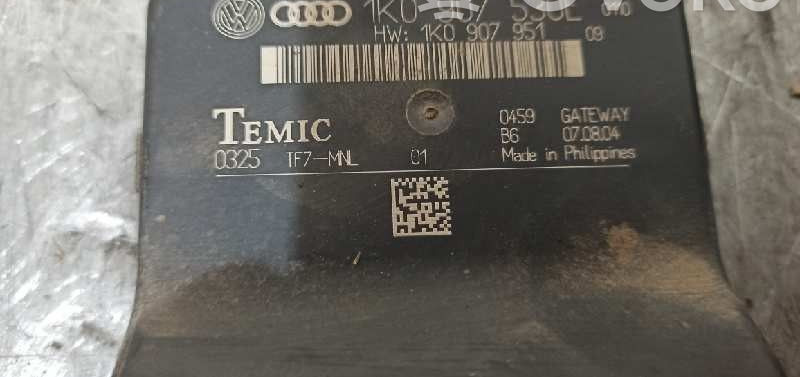 1K0
HW: 1K0 907 951 09
TEMIC
0459 GATEWAY
B6 07.08.04
0325 TF7-MNL 01 Made in Philippines